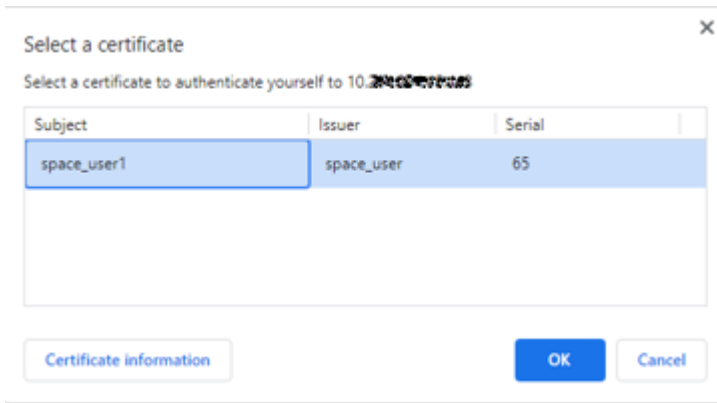 Select a certificate
Select a certificate to authenticate yourself to 10.
Subject Issuer Serial
space_user1 space_user 65
Certificate information OK Cancel